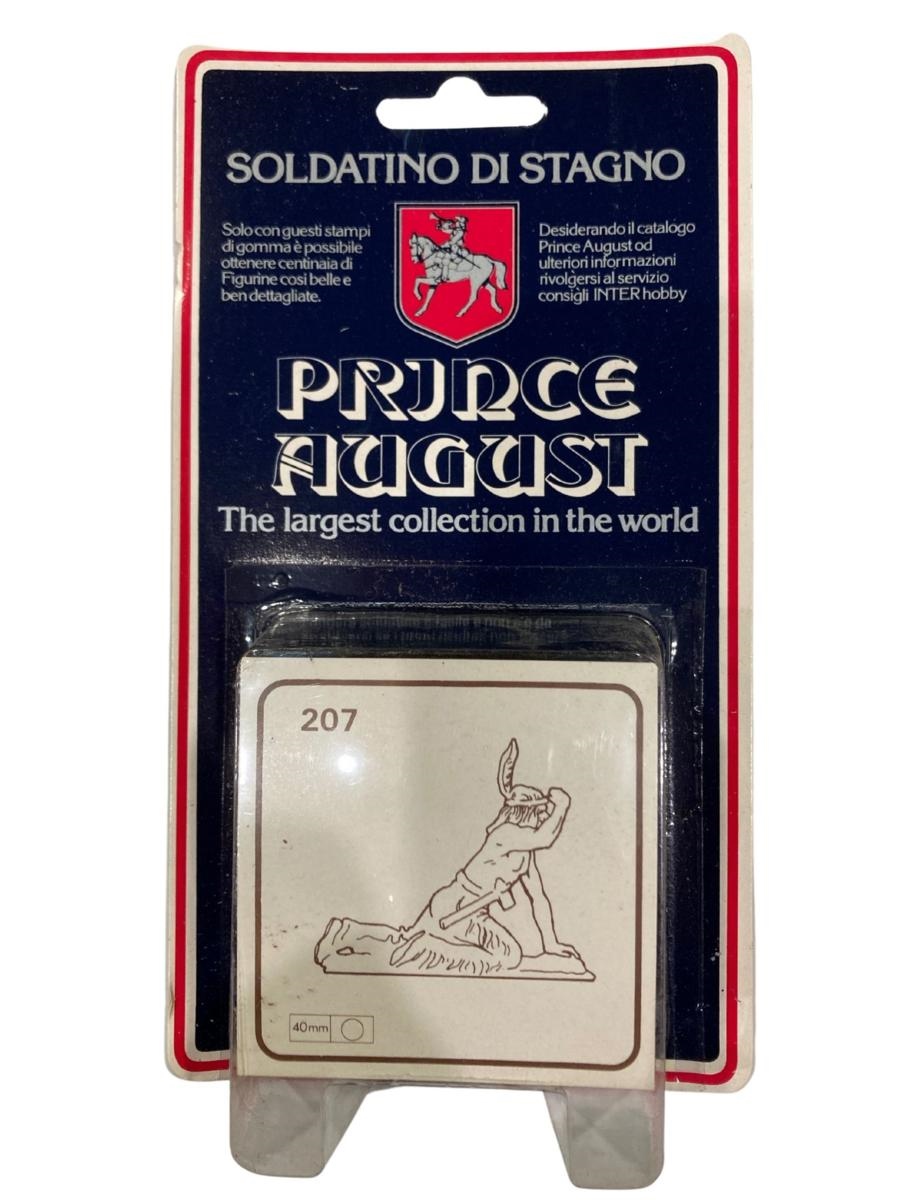 SOLDATINO DI STAGNO
Solo con questi stampi
di gomma è possibile
ottenere centinaia di
Figurine cosi belle e
ben dettagliate.
Desiderando il catalogo
Prince August od
ulteriori informazioni
rivolgersi al servizio
consigli INTER hobby
PRINCE
AUGUST
The largest collection in the world
207
40mm